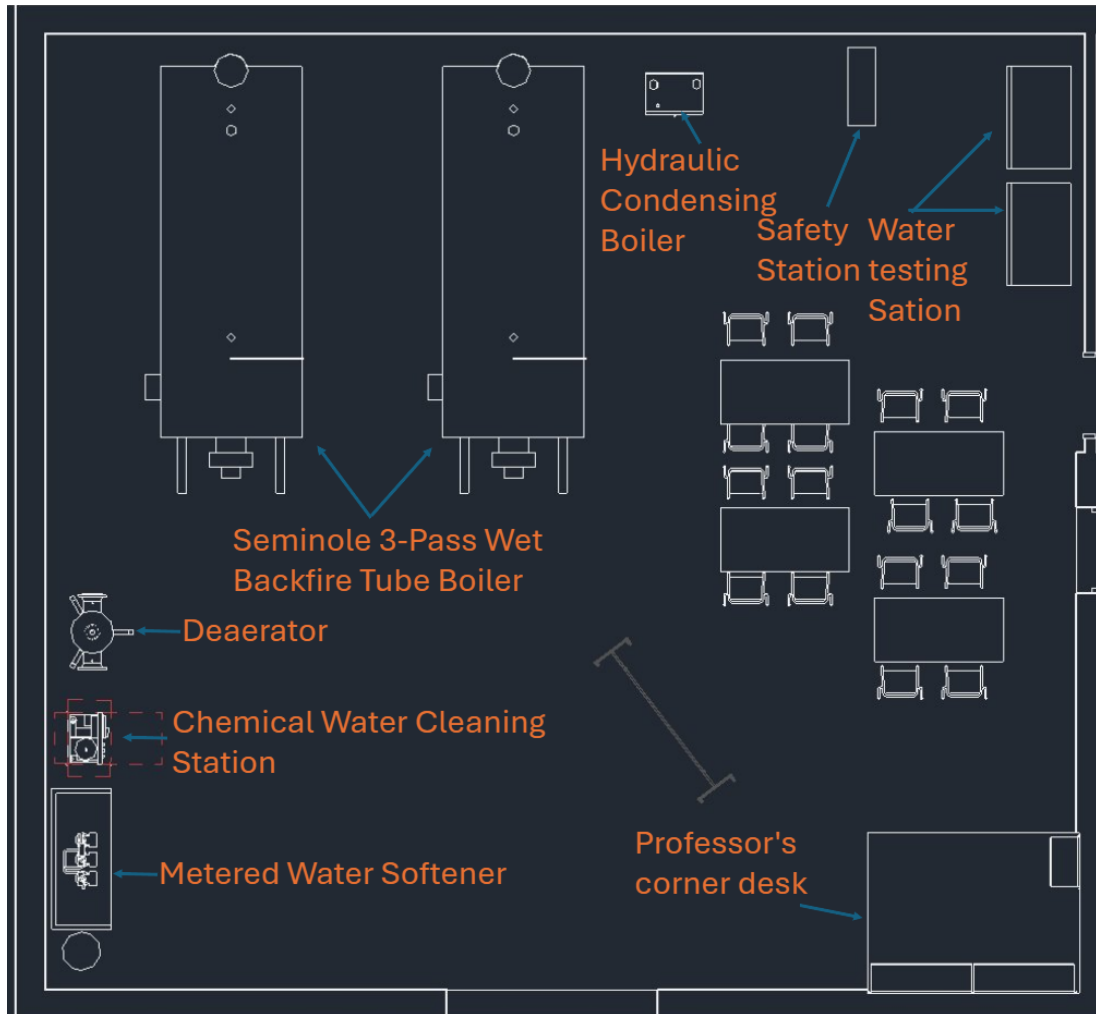 Hydraulic
Condensing
Boiler
Safety
Station
Water
testing
Sation
Seminole 3-Pass Wet
Backfire Tube Boiler
Deaerator
Chemical Water Cleaning
Station
Metered Water Softener
Professor's
corner desk